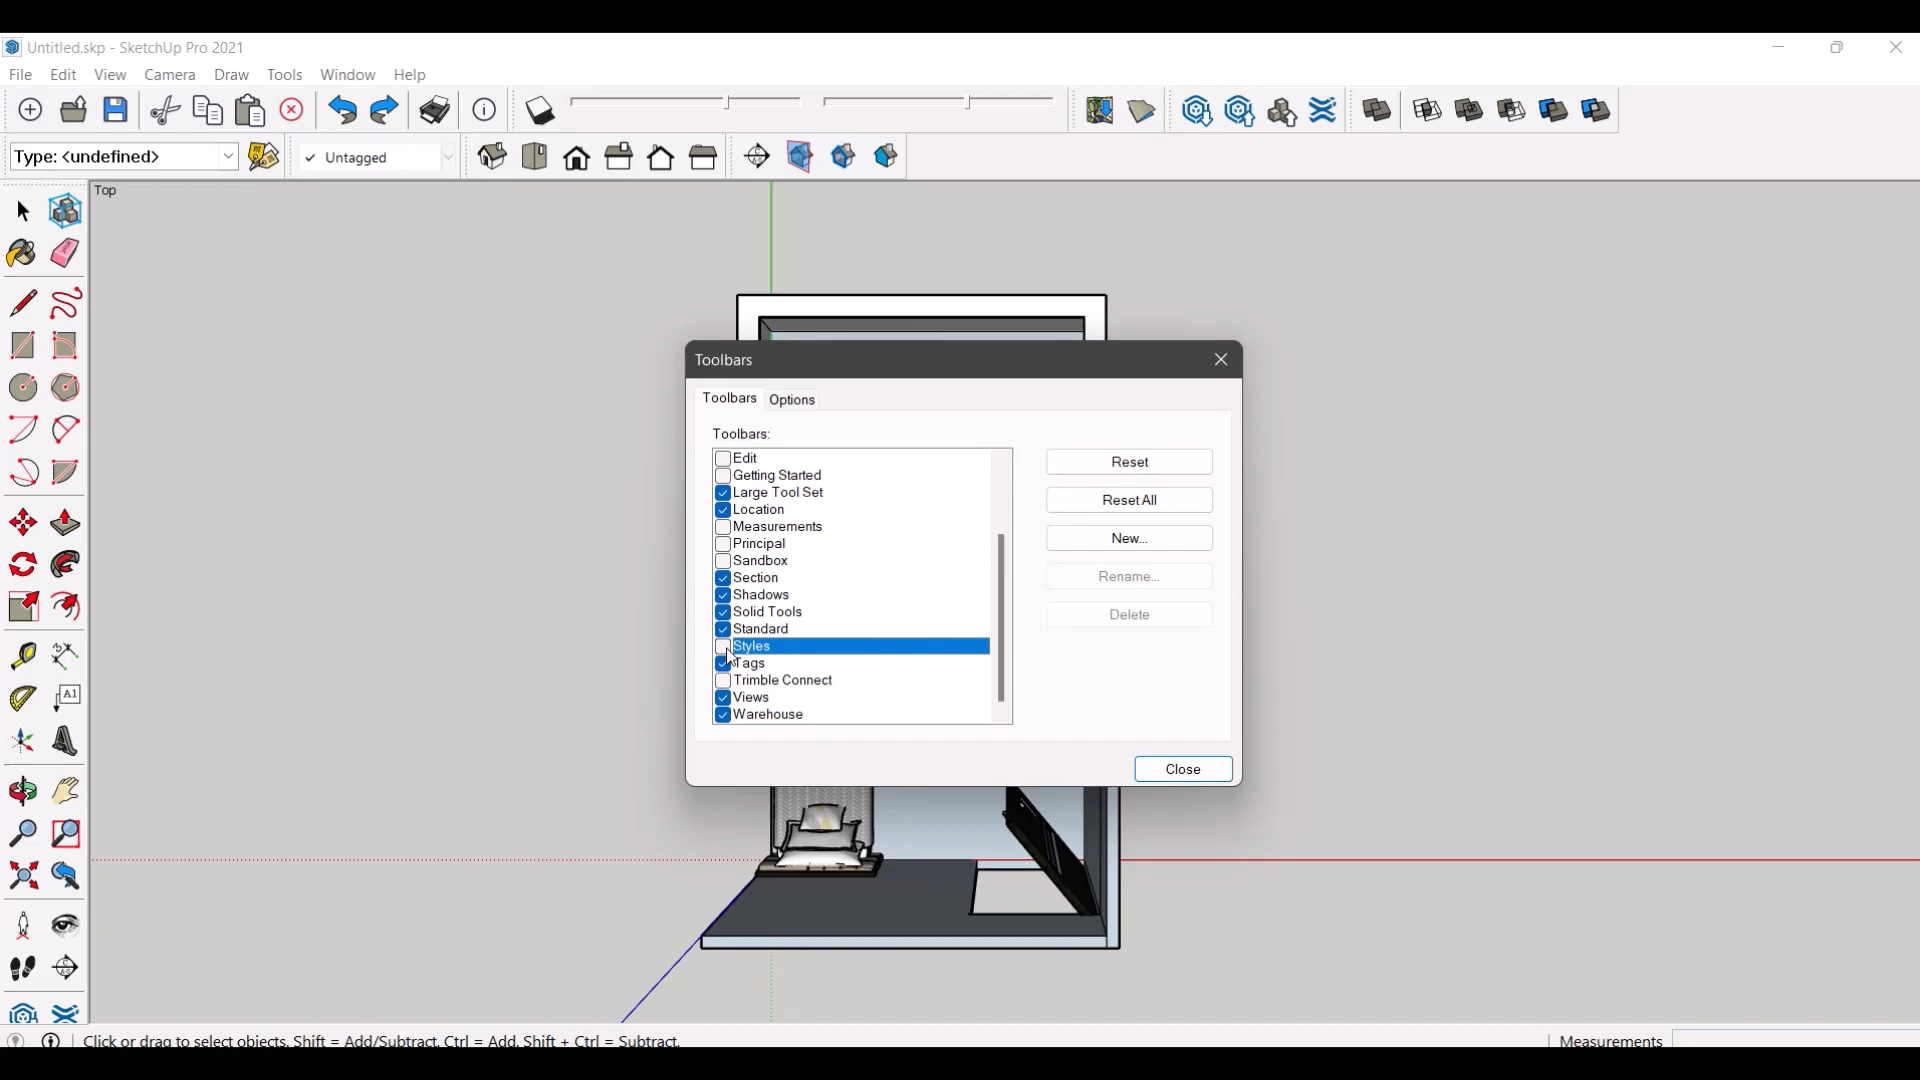 Untitled.skp - SketchUp Pro 2021
File Edit View Camera Draw Tools Window Help
Type: <undefined>
Untagged
Top
Toolbars
Toolbars Options
Toolbars:
Edit
Getting Started
Large Tool Set
Location
Measurements
Principal
Sandbox
Section
Shadows
Solid Tools
Standard
Styles
Tags
Trimble Connect
Views
Warehouse
Reset
Reset All
New...
Rename...
Delete
Close
A1
Click or drag to select objects. Shift = Add/Subtract. Ctrl = Add. Shift + Ctrl = Subtract.
Measurements